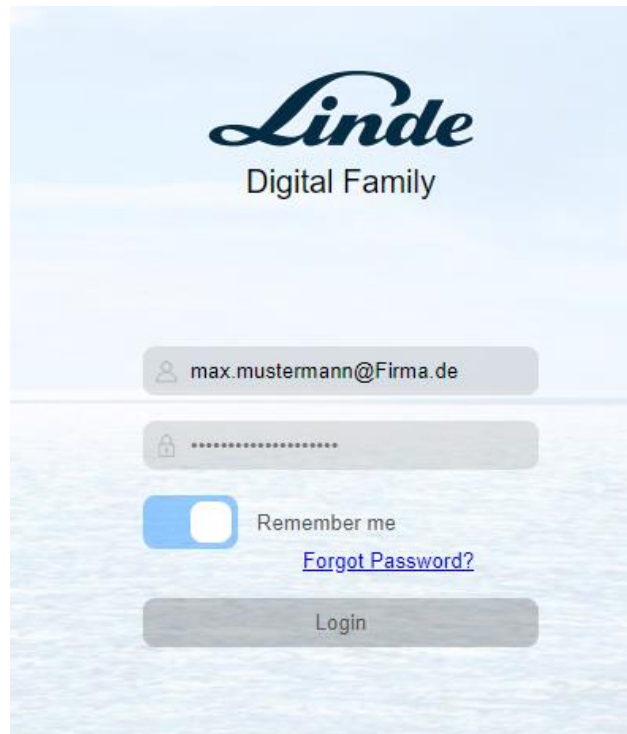 Linde
Digital Family
max.mustermann@Firma.de
••••••••••••••••••••
Remember me
Forgot Password?
Login